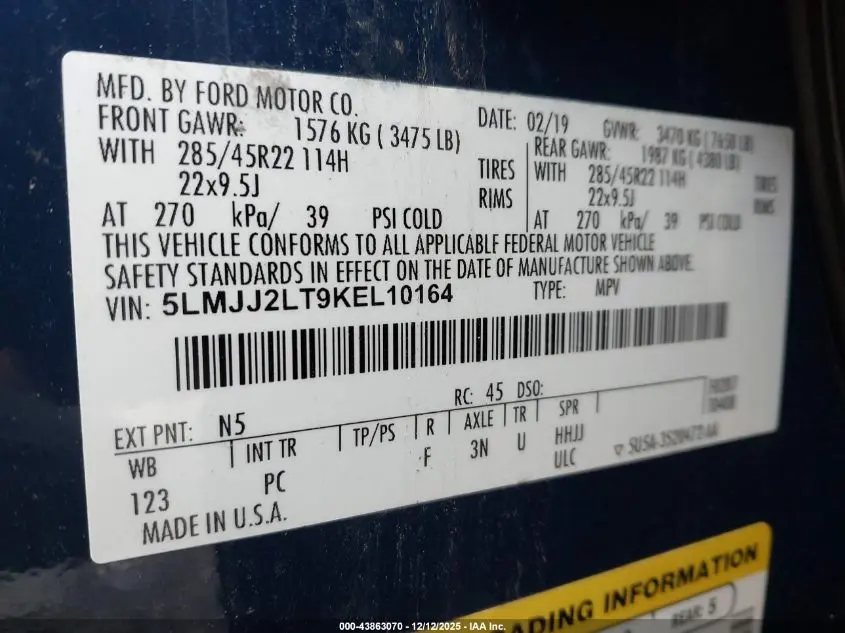 MFD. BY FORD MOTOR CO.
DATE: 02/19 GVWR: 3470 KG ( 7650 LB)
FRONT GAWR: 1576 KG ( 3475 LB)
REAR GAWR: 1987 KG ( 4380 LB)
WITH 285/45R22 114H TIRES
WITH 285/45R22 114H TIRES
22x9.5J RIMS
22x9.5J RIMS
AT 270 kPa/ 39 PSI COLD
AT 270 kPa/ 39 PSI COLD
THIS VEHICLE CONFORMS TO ALL APPLICABLE FEDERAL MOTOR VEHICLE
SAFETY STANDARDS IN EFFECT ON THE DATE OF MANUFACTURE SHOWN ABOVE.
VIN: 5LMJJ2LT9KEL10164 TYPE: MPV
RC: 45 DSO:
EXT PNT: N5
WB INT TR TP/PS R AXLE TR SPR
123 PC F 3N U HHJJ
ULC
MADE IN U.S.A.
ADING INFORMATION
REAR: 5
000-43863070 - 12/12/2025 - IAA Inc.